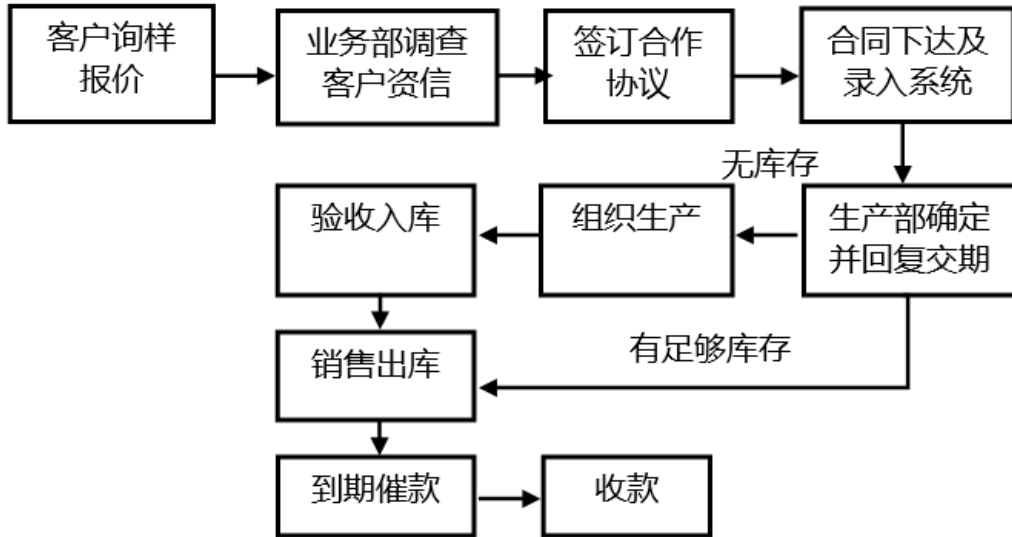 客户询样
报价
业务部调查
客户资信
签订合作
协议
合同下达及
录入系统
无库存
验收入库
组织生产
生产部确定
并回复交期
销售出库
有足够库存
到期催款
收款